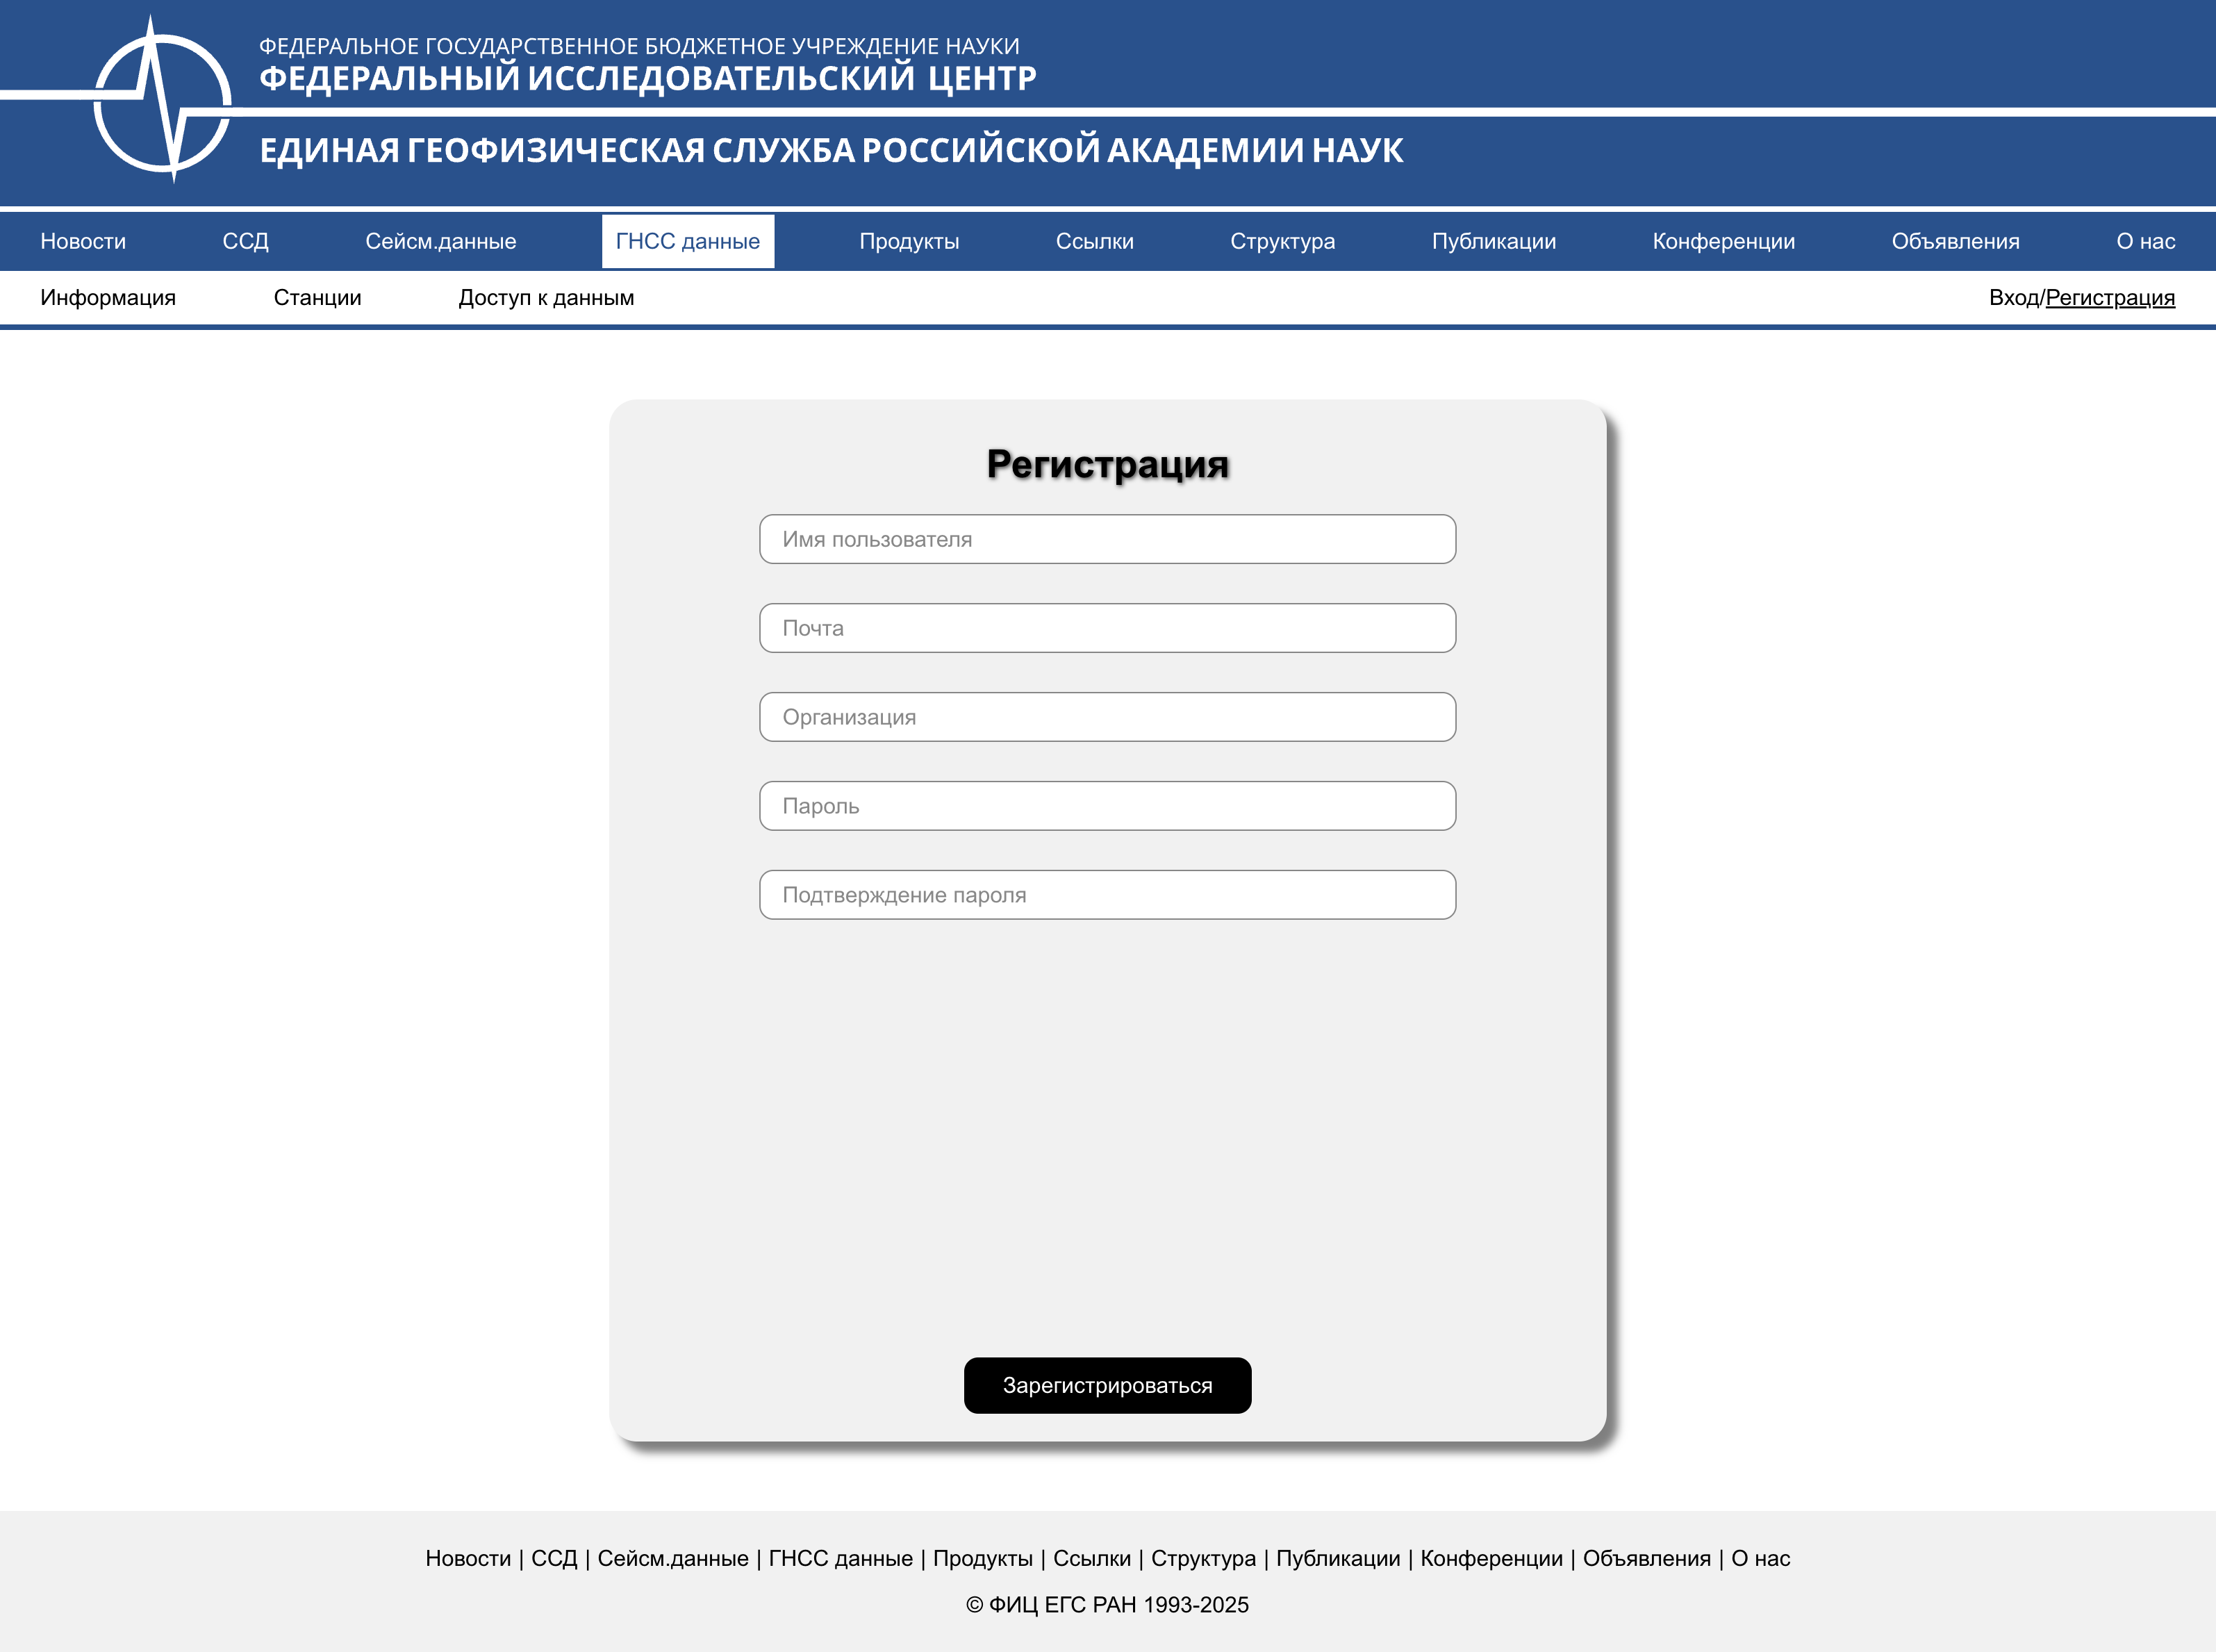 ФЕДЕРАЛЬНОЕ ГОСУДАРСТВЕННОЕ БЮДЖЕТНОЕ УЧРЕЖДЕНИЕ НАУКИ
ФЕДЕРАЛЬНЫЙ ИССЛЕДОВАТЕЛЬСКИЙ ЦЕНТР
ЕДИНАЯ ГЕОФИЗИЧЕСКАЯ СЛУЖБА РОССИЙСКОЙ АКАДЕМИИ НАУК
Новости ССД Сейсм.данные ГНСС данные Продукты Ссылки Структура Публикации Конференции Объявления О нас
Информация Станции Доступ к данным Вход/Регистрация
Регистрация
Имя пользователя
Почта
Организация
Пароль
Подтверждение пароля
Зарегистрироваться
Новости | ССД | Сейсм.данные | ГНСС данные | Продукты | Ссылки | Структура | Публикации | Конференции | Объявления | О нас
© ФИЦ ЕГС РАН 1993-2025